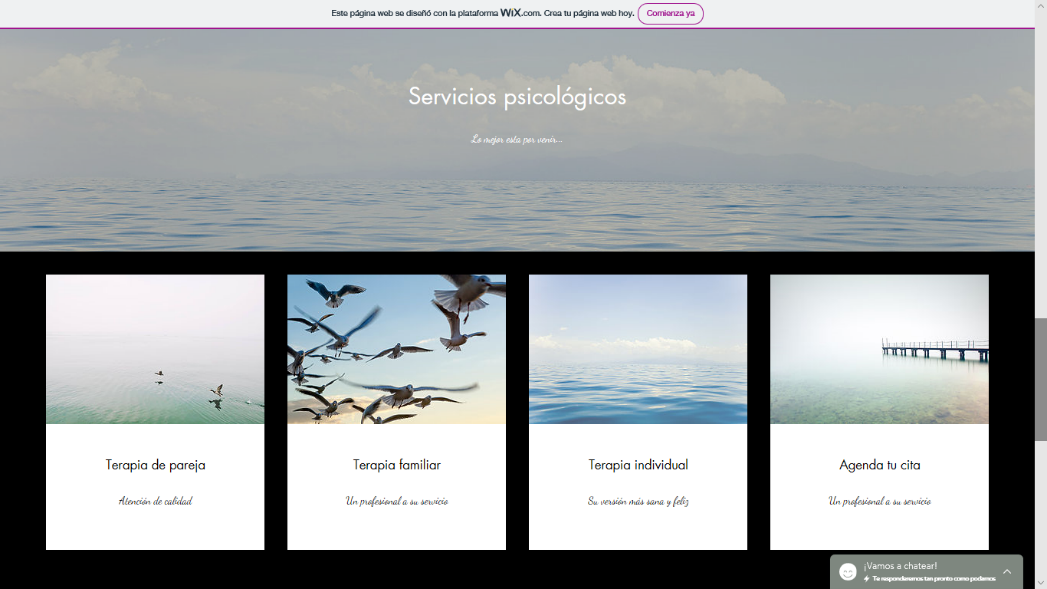 Este página web se diseñó con la plataforma WiX.com. Crea tu página web hoy. Comienza ya
Servicios psicológicos
Lo mejor esta por venir...
Terapia de pareja
Atención de calidad
Terapia familiar
Un profesional a su servicio
Terapia individual
Su versión más sana y feliz
Agenda tu cita
Un profesional a su servicio
¡Vamos a chatear!
Te responderemos tan pronto como podamos